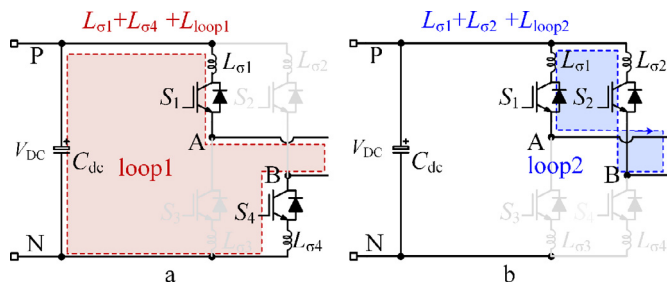 Lσ1+Lσ4 +Lloop1
P
Lσ1
Lσ2
S1
S2
A
VDC
+
Cdc
loop1
B
S3
S4
Lσ4
N
a
Lσ1+Lσ2 +Lloop2
P
Lσ1
Lσ2
S1
S2
A
VDC
+
Cdc
loop2
B
S3
S4
Lσ3
Lσ4
N
b